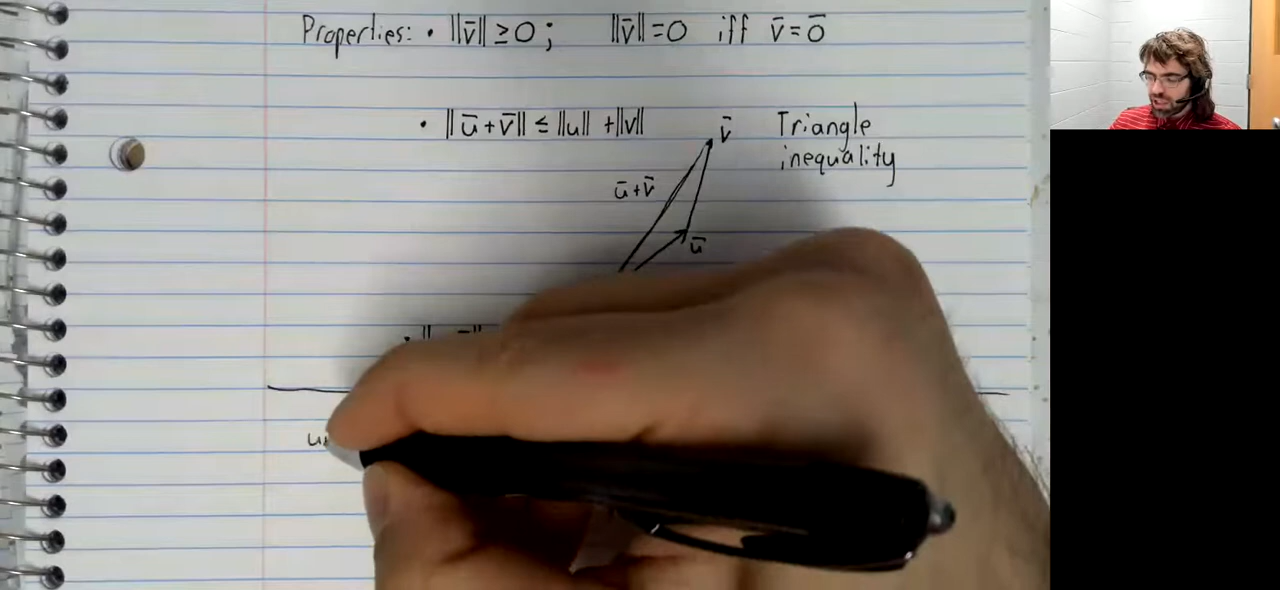 Properties: • ‖v̄‖ ≥ 0 ; ‖v̄‖ = 0 iff v̄ = 0̄
• ‖ū + v̄‖ ≤ ‖u‖ + ‖v‖
Triangle
inequality
v̄
ū + v̄
ū